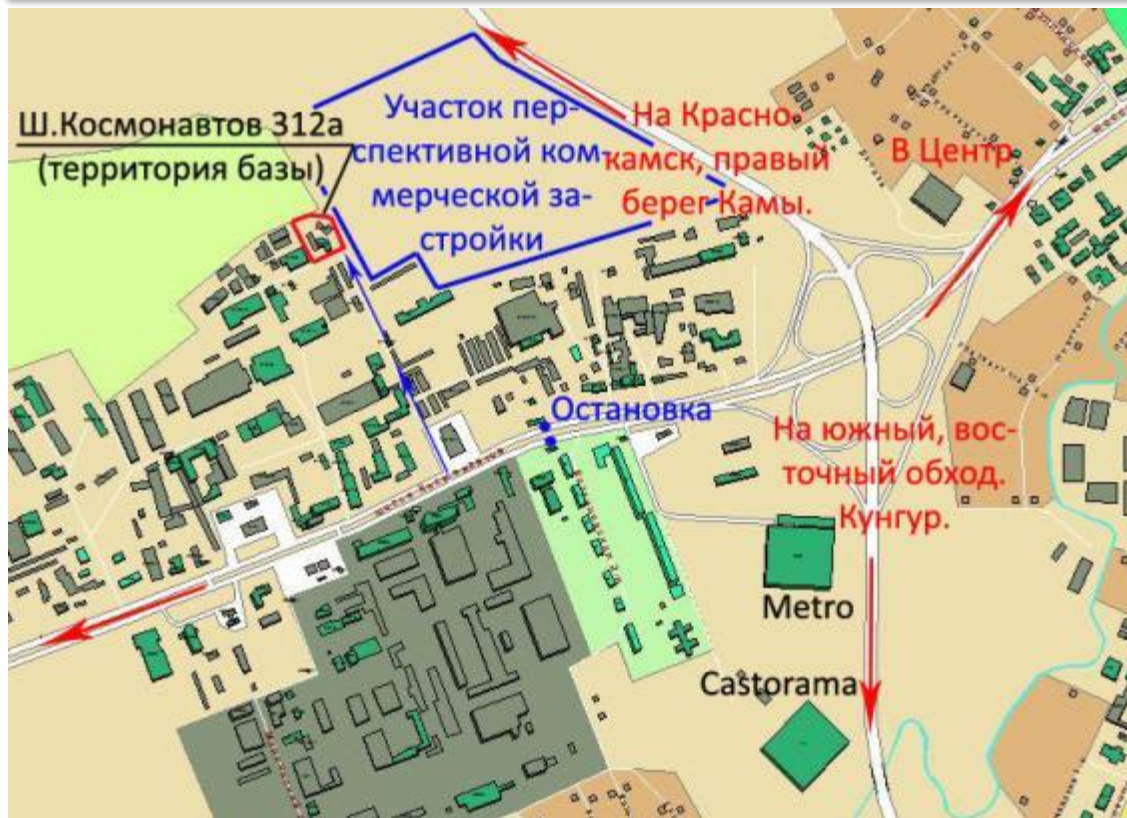 Ш.Космонавтов 312а
(территория базы)
Участок пер-
спективной ком-
мерческой за-
стройки
На Красно-
камск, правый
берег Камы.
В Центр
Остановка
На южный, вос-
точный обход.
Кунгур.
Metro
Castorama